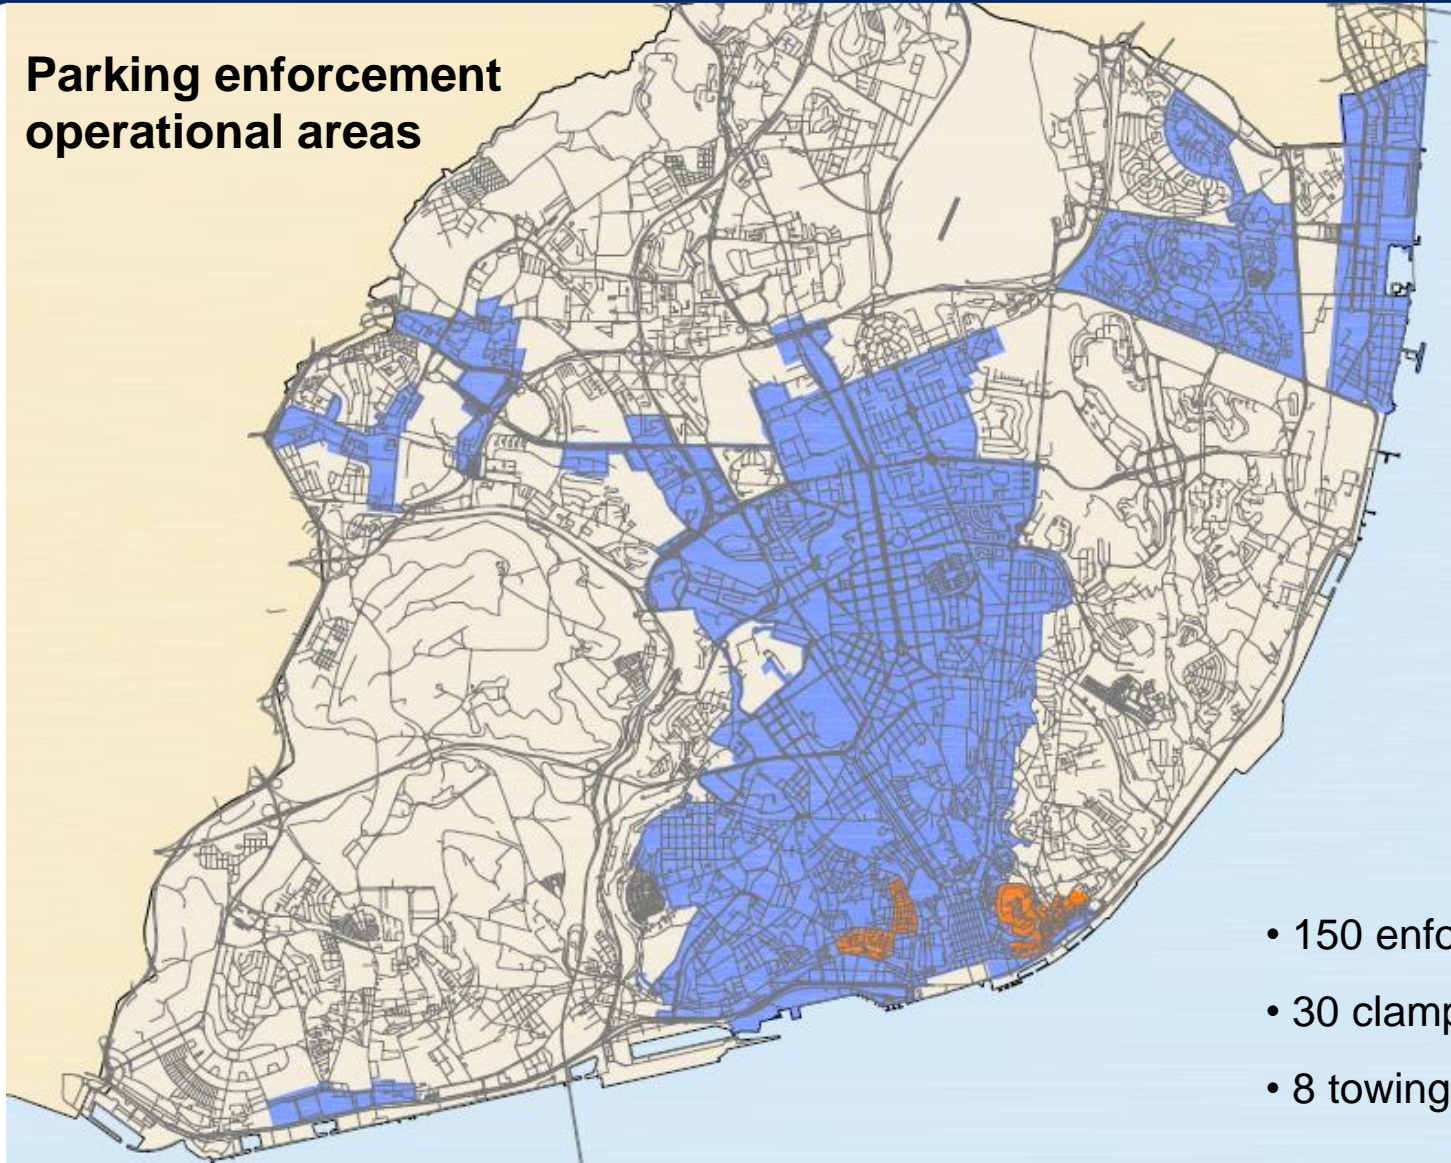 Parking enforcement
operational areas
• 150 enfo
• 30 clamp
• 8 towing